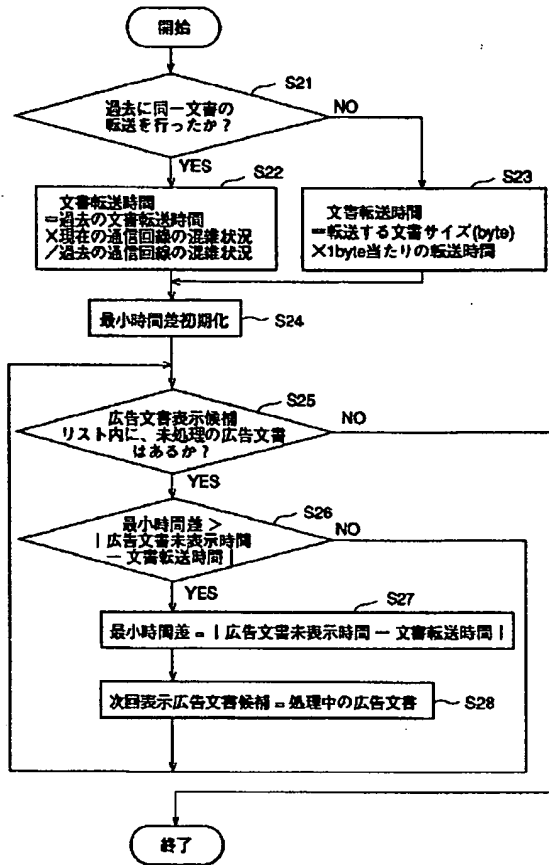 開始
S21
過去に同一文書の
転送を行ったか？
NO
YES
S22
文書転送時間
＝過去の文書転送時間
×現在の通信回線の混雑状況
／過去の通信回線の混雑状況
S23
文書転送時間
＝転送する文書サイズ(byte)
×1byte当たりの転送時間
最小時間差初期化
S24
S25
広告文書表示候補
リスト内に、未処理の広告文書
はあるか？
NO
YES
S26
最小時間差＞
｜広告文書未表示時間
－文書転送時間｜
NO
YES
S27
最小時間差＝｜広告文書未表示時間－文書転送時間｜
次回表示広告文書候補＝処理中の広告文書
S28
終了